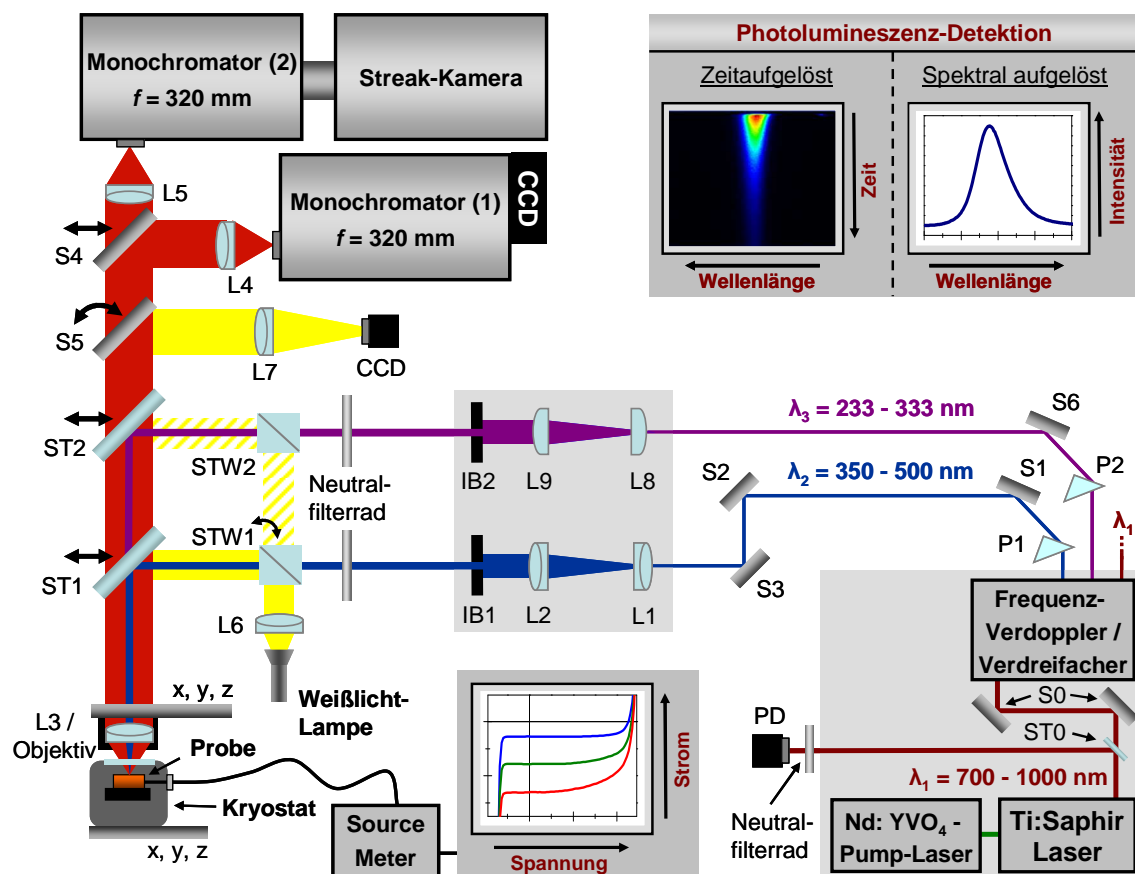 Monochromator (2)
f = 320 mm
Streak-Kamera
Photolumineszenz-Detektion
Zeitaufgelöst
Spektral aufgelöst
Zeit
Intensität
Wellenlänge
Wellenlänge
L5
Monochromator (1)
f = 320 mm
CCD
S4
L4
S5
L7
CCD
ST2
STW2
Neutral-
filterrad
IB2
L9
L8
λ3 = 233 - 333 nm
S6
P2
S2
λ2 = 350 - 500 nm
S1
λ1
STW1
P1
ST1
S3
IB1
L2
L1
L6
Frequenz-
Verdoppler /
Verdreifacher
Weißlicht-
Lampe
x, y, z
L3 /
Objektiv
Probe
Kryostat
x, y, z
Source
Meter
Strom
Spannung
S0
PD
ST0
λ1 = 700 - 1000 nm
Neutral-
filterrad
Nd: YVO4 -
Pump-Laser
Ti:Saphir
Laser